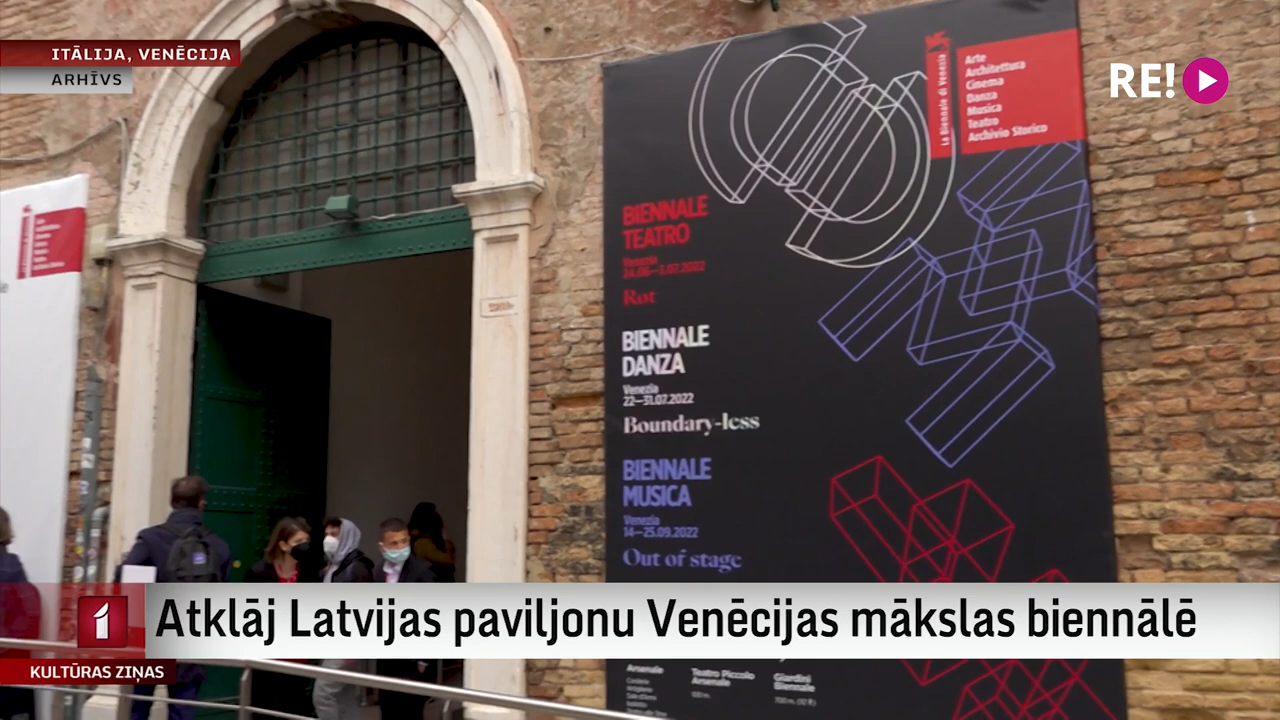 ITĀLIJA, VENĒCIJA
ARHĪVS
RE!
La Biennale di Venezia
Arte
Architettura
Cinema
Danza
Musica
Teatro
Archivio Storico
BIENNALE
TEATRO
Venezia
24.06—3.07.2022
Rot
BIENNALE
DANZA
Venezia
22—31.07.2022
Boundary-less
BIENNALE
MUSICA
Venezia
14—25.09.2022
Out of stage
1
Atklāj Latvijas paviljonu Venēcijas mākslas biennālē
KULTŪRAS ZIŅAS
Arsenale
Teatro Piccolo
Arsenale
Giardini
Biennale